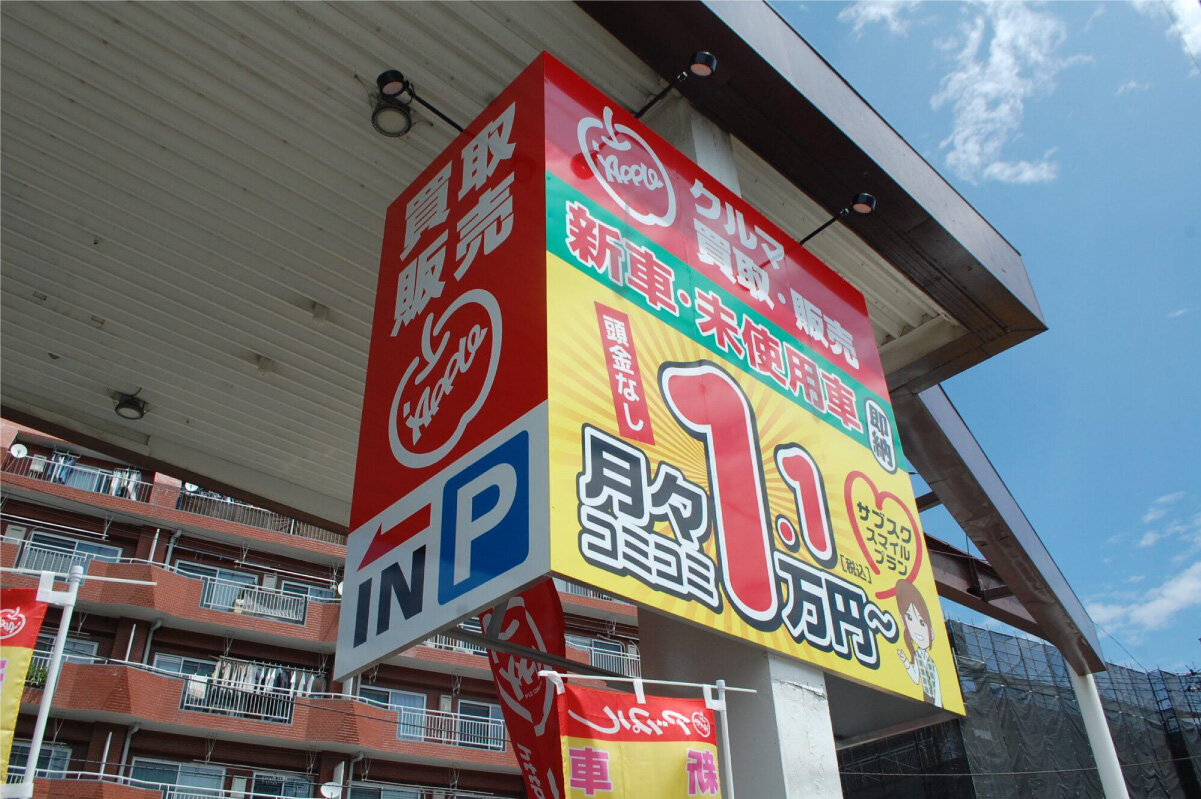 買取
販売
Apple
IN
P
Apple
クルマ
買取・販売
新車・未使用車
即納
頭金なし
月々
コミコミ
1.1
万円〜
[税込]
サブスク
スマイル
プラン
アップル
新
車